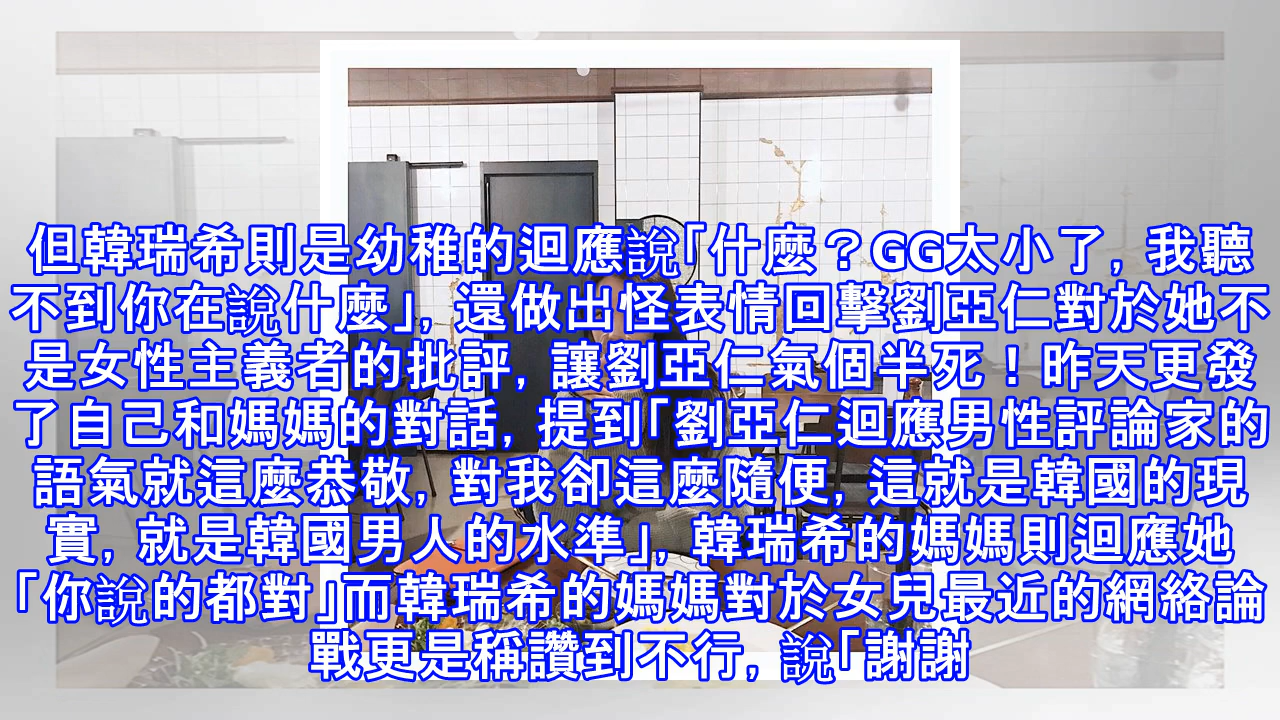 但韓瑞希則是幼稚的迴應說「什麼？GG太小了, 我聽
不到你在說什麼」, 還做出怪表情回擊劉亞仁對於她不
是女性主義者的批評, 讓劉亞仁氣個半死！昨天更發
了自己和媽媽的對話, 提到「劉亞仁迴應男性評論家的
語氣就這麼恭敬, 對我卻這麼隨便, 這就是韓國的現
實, 就是韓國男人的水準」, 韓瑞希的媽媽則迴應她
「你說的都對」而韓瑞希的媽媽對於女兒最近的網絡論
戰更是稱讚到不行, 說「謝謝